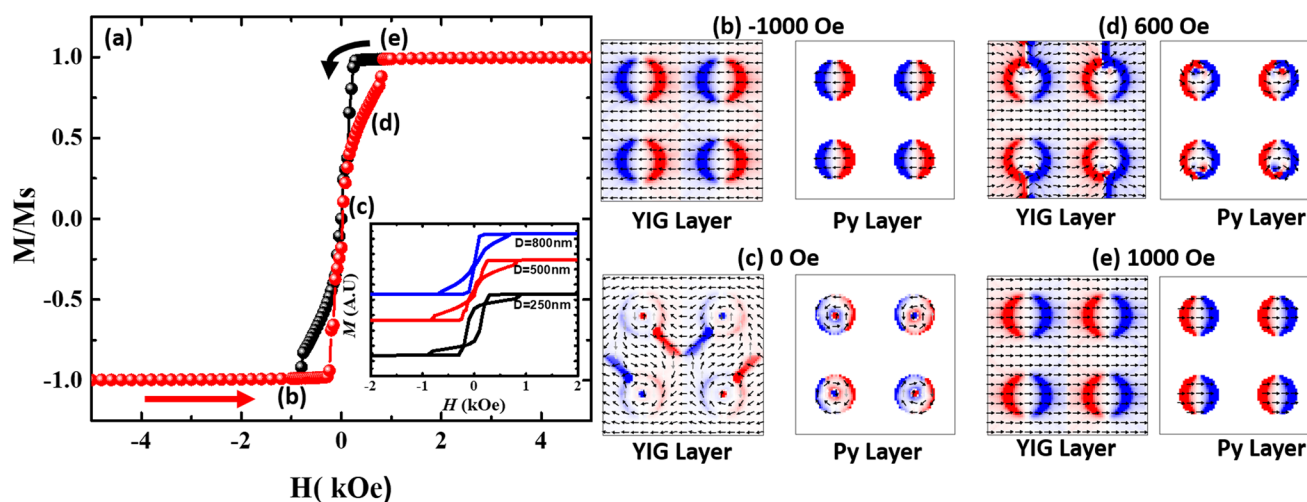 (a)
(e)
(d)
(c)
(b)
M/Ms
1.0
0.5
0.0
-0.5
-1.0
-4
-2
0
2
4
H( kOe)
M (A.U)
D=800nm
D=500nm
D=250nm
-2
-1
0
1
2
H (kOe)
(b) -1000 Oe
YIG Layer
Py Layer
(c) 0 Oe
YIG Layer
Py Layer
(d) 600 Oe
YIG Layer
Py Layer
(e) 1000 Oe
YIG Layer
Py Layer